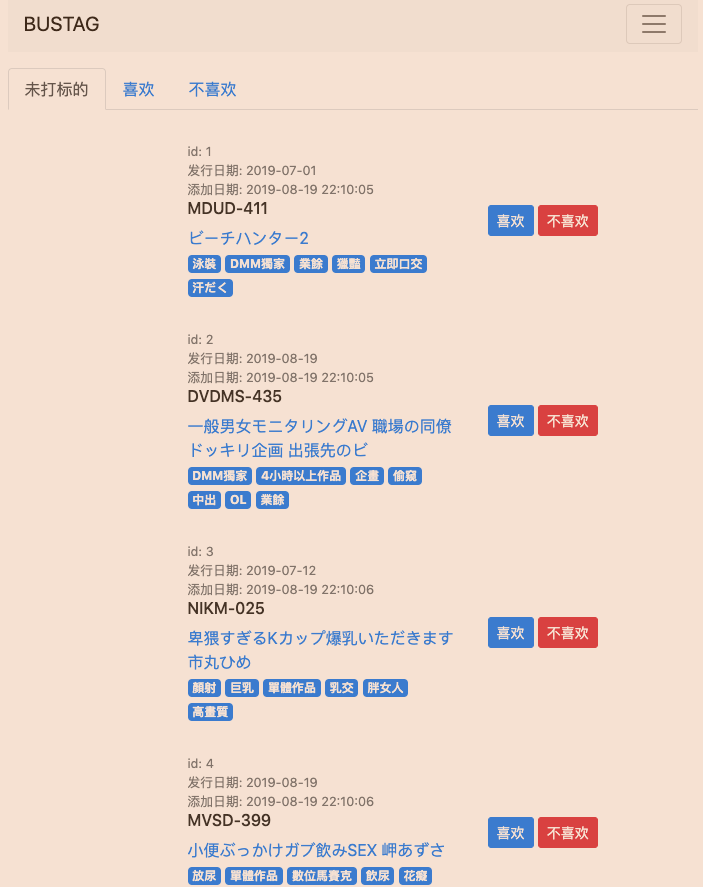 BUSTAG
未打标的 喜欢 不喜欢
id: 1
发行日期: 2019-07-01
添加日期: 2019-08-19 22:10:05
MDUD-411
喜欢 不喜欢
ビーチハンター2
泳裝 DMM獨家 業餘 獵豔 立即口交
汗だく
id: 2
发行日期: 2019-08-19
添加日期: 2019-08-19 22:10:05
DVDMS-435
喜欢 不喜欢
一般男女モニタリングAV 職場の同僚
ドッキリ企画 出張先のビ
DMM獨家 4小時以上作品 企畫 偷窺
中出 OL 業餘
id: 3
发行日期: 2019-07-12
添加日期: 2019-08-19 22:10:06
NIKM-025
喜欢 不喜欢
卑猥すぎるKカップ爆乳いただきます
市丸ひめ
顏射 巨乳 單體作品 乳交 胖女人
高畫質
id: 4
发行日期: 2019-08-19
添加日期: 2019-08-19 22:10:06
MVSD-399
喜欢 不喜欢
小便ぶっかけガブ飲みSEX 岬あずさ
放尿 單體作品 數位馬賽克 飲尿 花癡